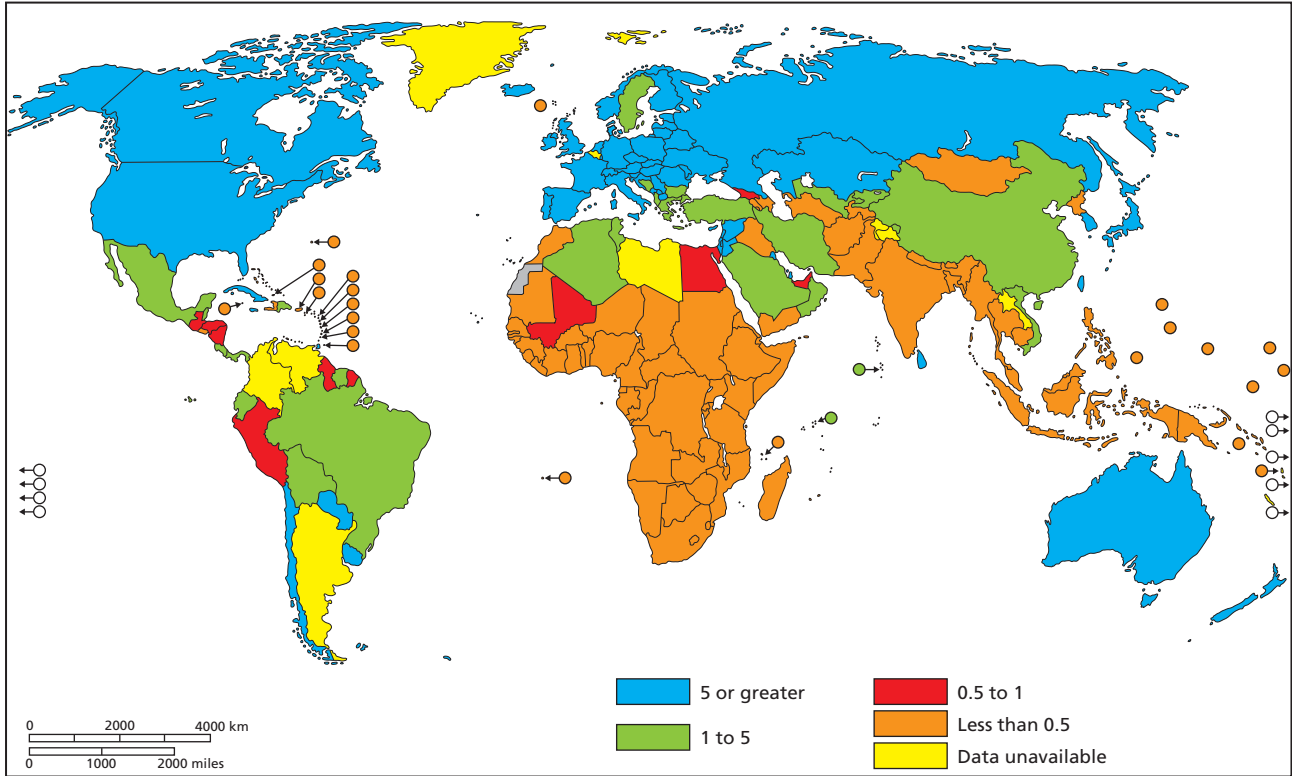 5 or greater
1 to 5
0.5 to 1
Less than 0.5
Data unavailable
0 2000 4000 km
0 1000 2000 miles